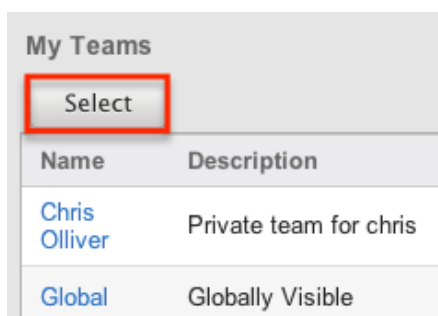 My Teams
Select
Name Description
Chris
Olliver Private team for chris
Global Globally Visible